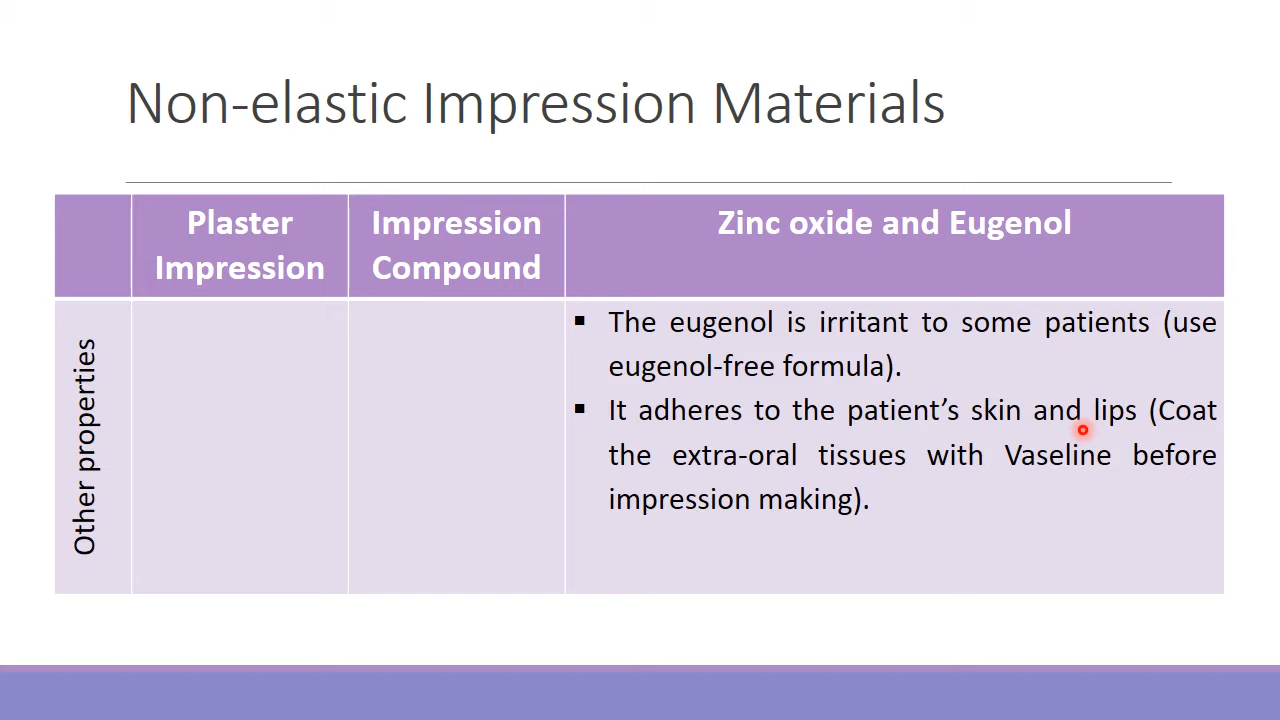 Non-elastic Impression Materials
Plaster
Impression
Impression
Compound
Zinc oxide and Eugenol
Other properties
▪ The eugenol is irritant to some patients (use
eugenol-free formula).
▪ It adheres to the patient’s skin and lips (Coat
the extra-oral tissues with Vaseline before
impression making).